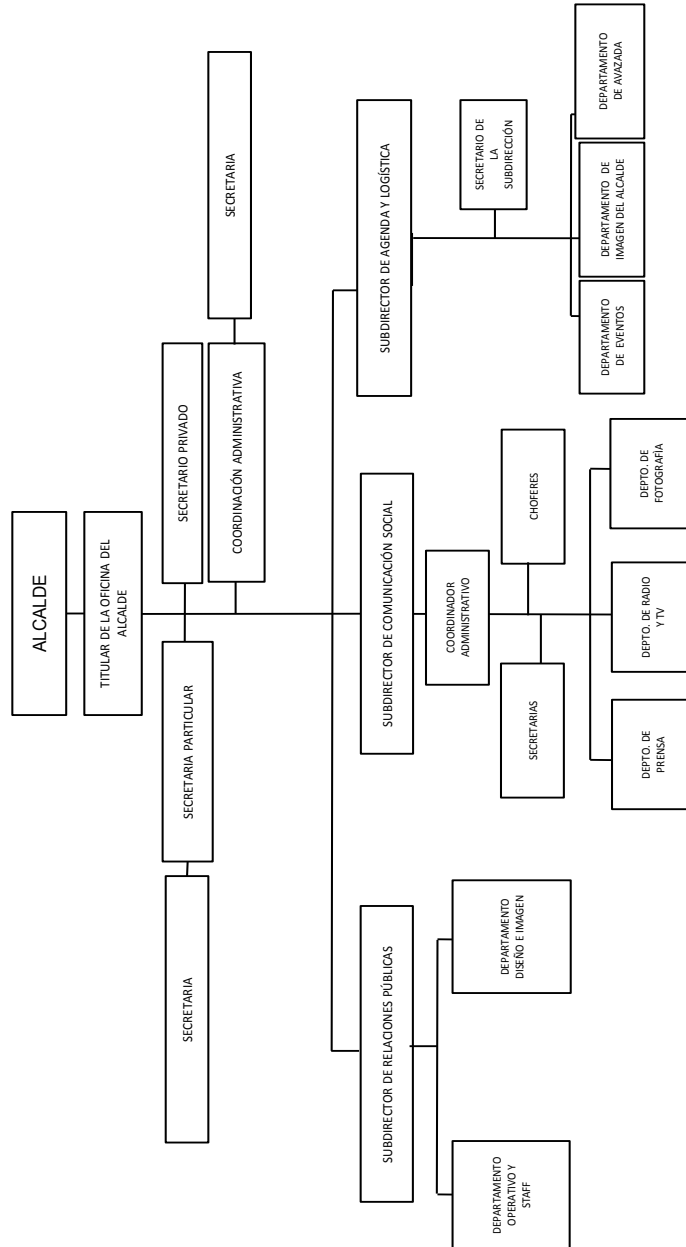 ALCALDE
TITULAR DE LA OFICINA DEL
ALCALDE
SECRETARIA
SECRETARIA PARTICULAR
SECRETARIO PRIVADO
COORDINACIÓN ADMINISTRATIVA
SECRETARIA
SUBDIRECTOR DE RELACIONES PÚBLICAS
SUBDIRECTOR DE COMUNICACIÓN SOCIAL
SUBDIRECTOR DE AGENDA Y LOGÍSTICA
DEPARTAMENTO
OPERATIVO Y
STAFF
DEPARTAMENTO
DISEÑO E IMAGEN
COORDINADOR
ADMINISTRATIVO
SECRETARIAS
CHOFERES
DEPTO. DE
PRENSA
DEPTO. DE RADIO
Y TV
DEPTO. DE
FOTOGRAFÍA
SECRETARIO DE
LA
SUBDIRECCIÓN
DEPARTAMENTO
DE EVENTOS
DEPARTAMENTO DE
IMAGEN DEL ALCALDE
DEPARTAMENTO
DE AVAZADA